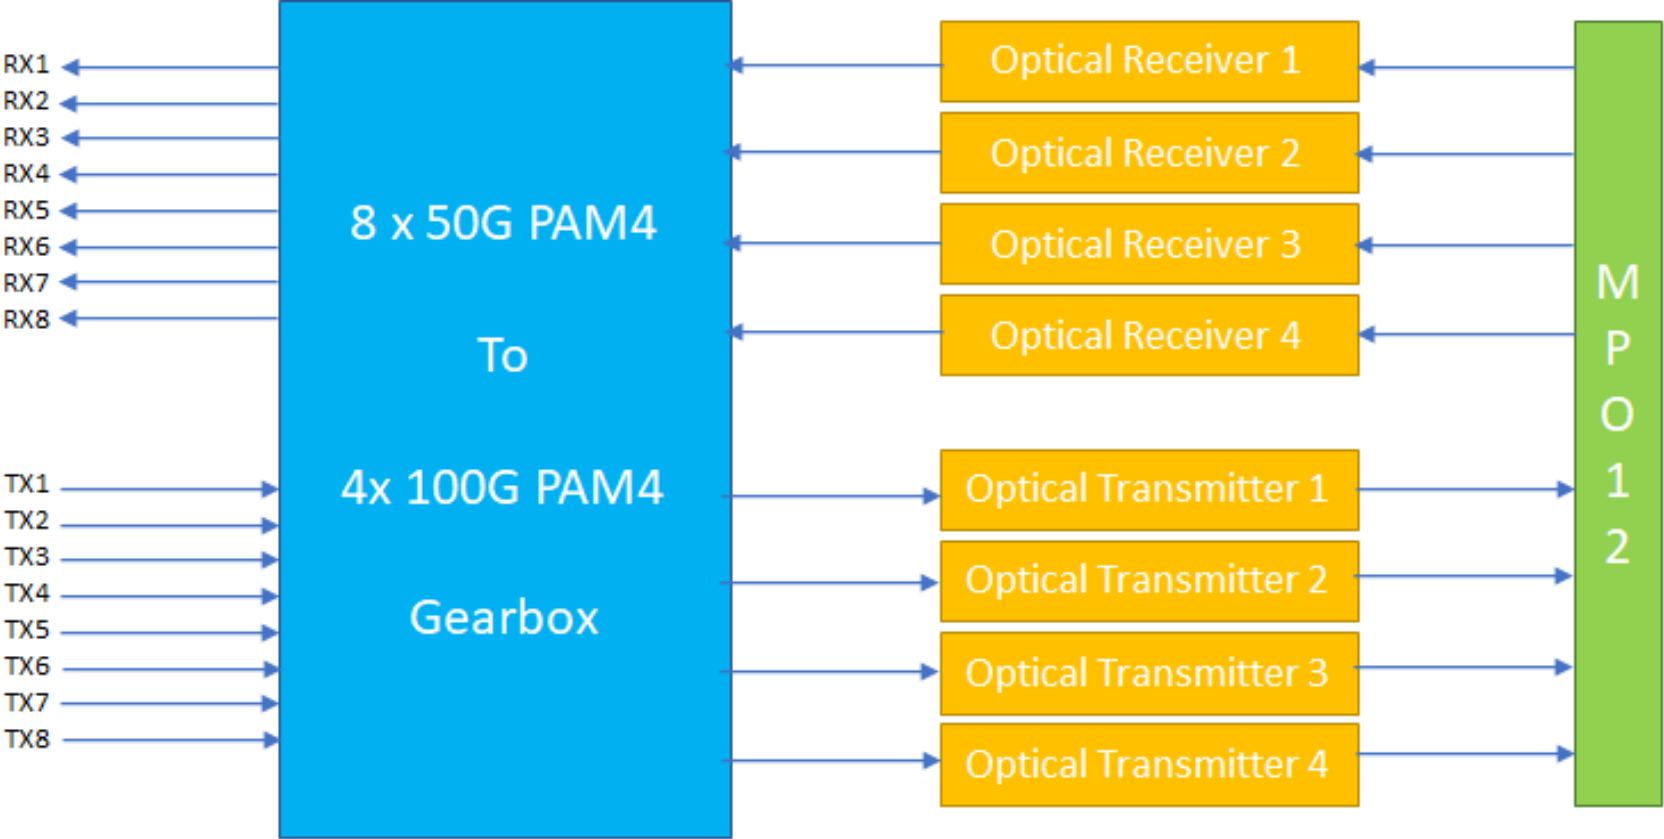 RX1
RX2
RX3
RX4
RX5
RX6
RX7
RX8
TX1
TX2
TX3
TX4
TX5
TX6
TX7
TX8
8 x 50G PAM4
To
4x 100G PAM4
Gearbox
Optical Receiver 1
Optical Receiver 2
Optical Receiver 3
Optical Receiver 4
Optical Transmitter 1
Optical Transmitter 2
Optical Transmitter 3
Optical Transmitter 4
M
P
O
1
2